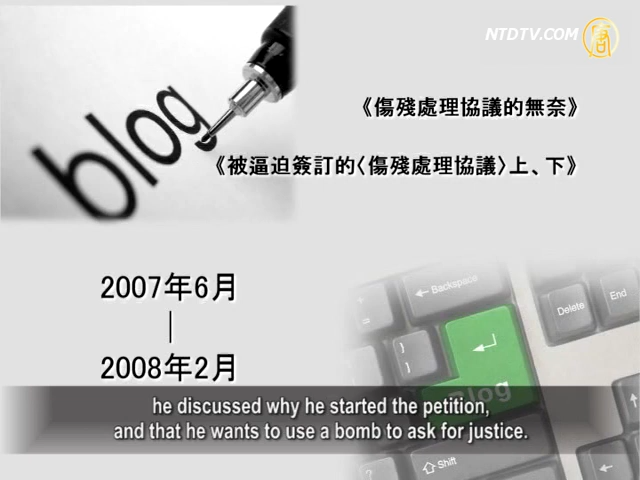 NTDTV.COM
唐
blog
《傷殘處理協議的無奈》
《被逼迫簽訂的〈傷殘處理協議〉上、下》
2007年6月
|
2008年2月
← Backspace
Delete
End
}
]
log
Shift
he discussed why he started the petition,
and that he wants to use a bomb to ask for justice.